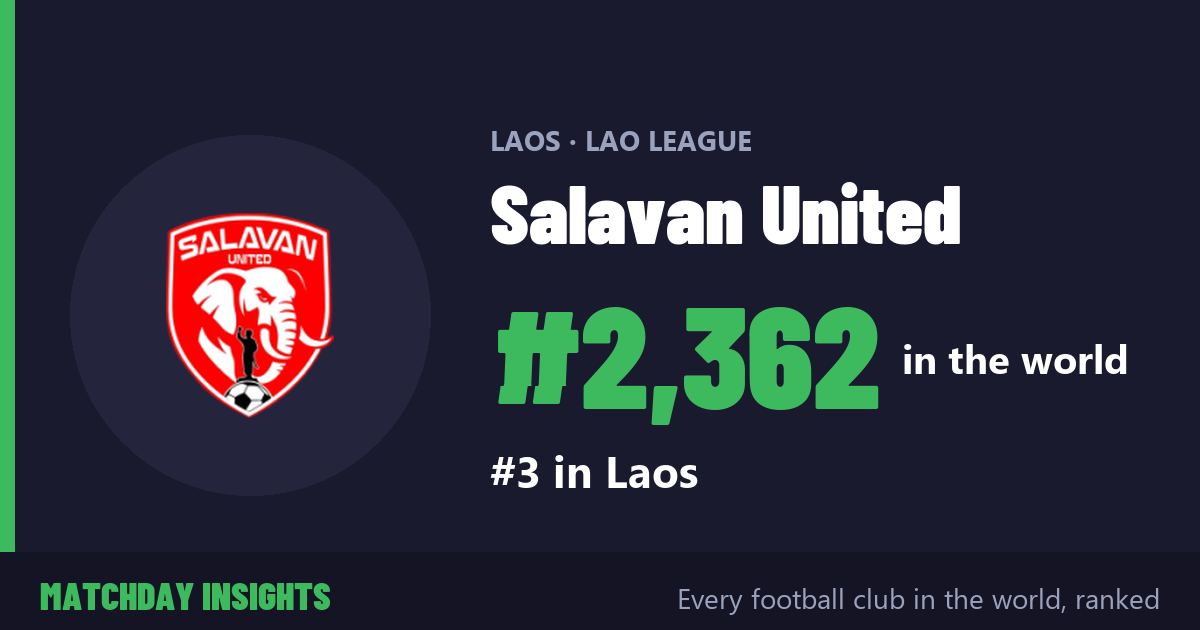 SALAVAN
UNITED
LAOS · LAO LEAGUE
Salavan United
#2,362 in the world
#3 in Laos
MATCHDAY INSIGHTS
Every football club in the world, ranked